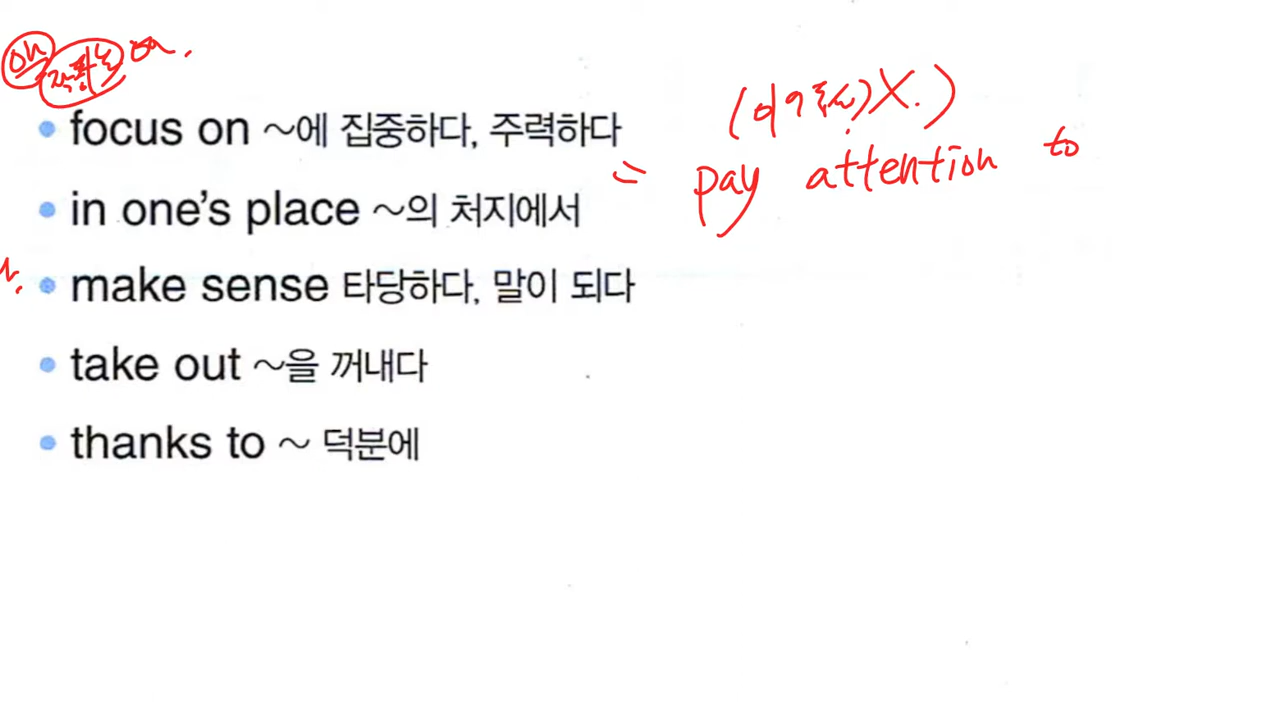 on
focus on ~에 집중하다, 주력하다
= pay attention to
in one's place ~의 처지에서
make sense 타당하다, 말이 되다
take out ~을 꺼내다
thanks to ~ 덕분에